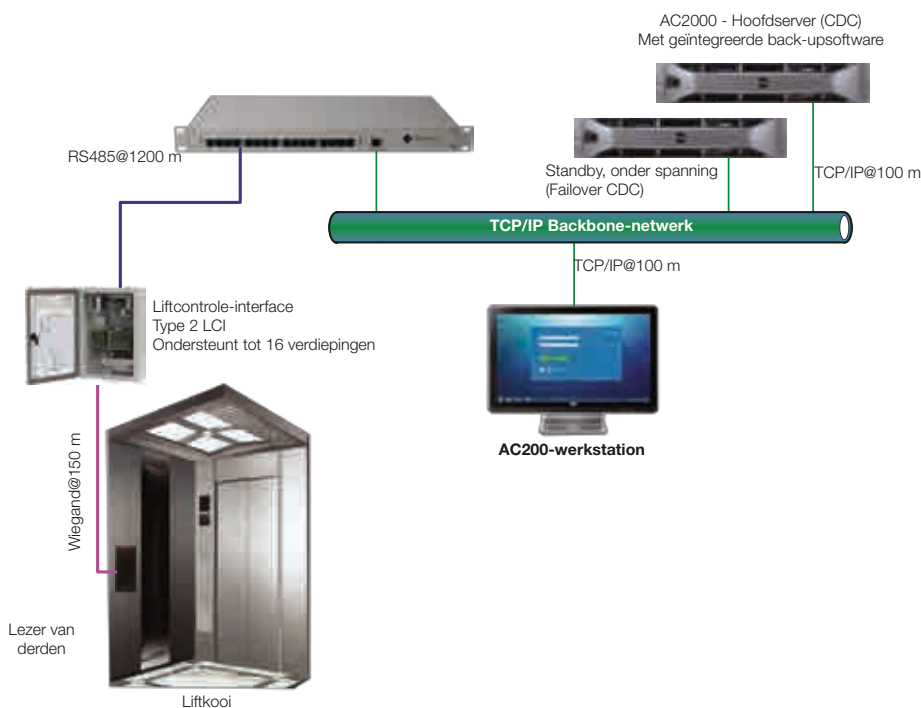 AC2000 - Hoofdserver (CDC)
Met geïntegreerde back-upsoftware
RS485@1200 m
Standby, onder spanning
(Failover CDC)
TCP/IP@100 m
TCP/IP Backbone-netwerk
TCP/IP@100 m
Liftcontrole-interface
Type 2 LCI
Ondersteunt tot 16 verdiepingen
AC200-werkstation
Wiegand@150 m
Lezer van
derden
Liftkooi